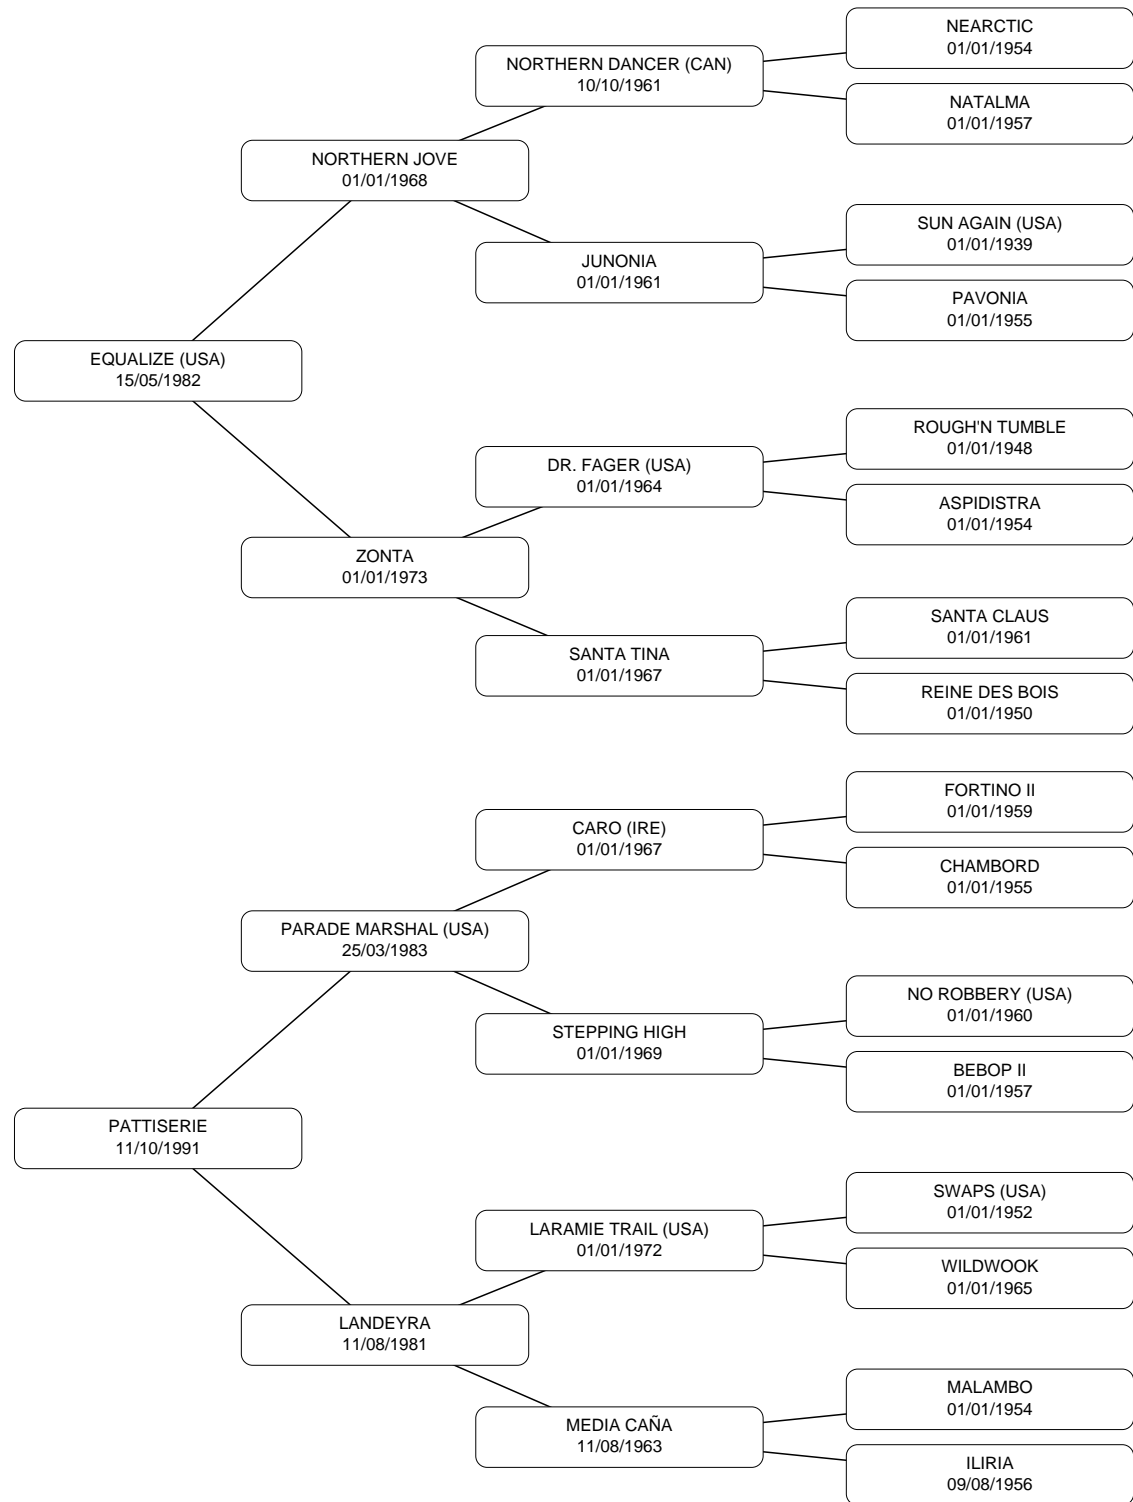 NEARCTIC
01/01/1954
NORTHERN DANCER (CAN)
10/10/1961
NATALMA
01/01/1957
NORTHERN JOVE
01/01/1968
SUN AGAIN (USA)
01/01/1939
JUNONIA
01/01/1961
PAVONIA
01/01/1955
EQUALIZE (USA)
15/05/1982
ROUGH'N TUMBLE
01/01/1948
DR. FAGER (USA)
01/01/1964
ASPIDISTRA
01/01/1954
ZONTA
01/01/1973
SANTA CLAUS
01/01/1961
SANTA TINA
01/01/1967
REINE DES BOIS
01/01/1950
FORTINO II
01/01/1959
CARO (IRE)
01/01/1967
CHAMBORD
01/01/1955
PARADE MARSHAL (USA)
25/03/1983
NO ROBBERY (USA)
01/01/1960
STEPPING HIGH
01/01/1969
BEBOP II
01/01/1957
PATTISERIE
11/10/1991
SWAPS (USA)
01/01/1952
LARAMIE TRAIL (USA)
01/01/1972
WILDWOOK
01/01/1965
LANDEYRA
11/08/1981
MALAMBO
01/01/1954
MEDIA CAÑA
11/08/1963
ILIRIA
09/08/1956